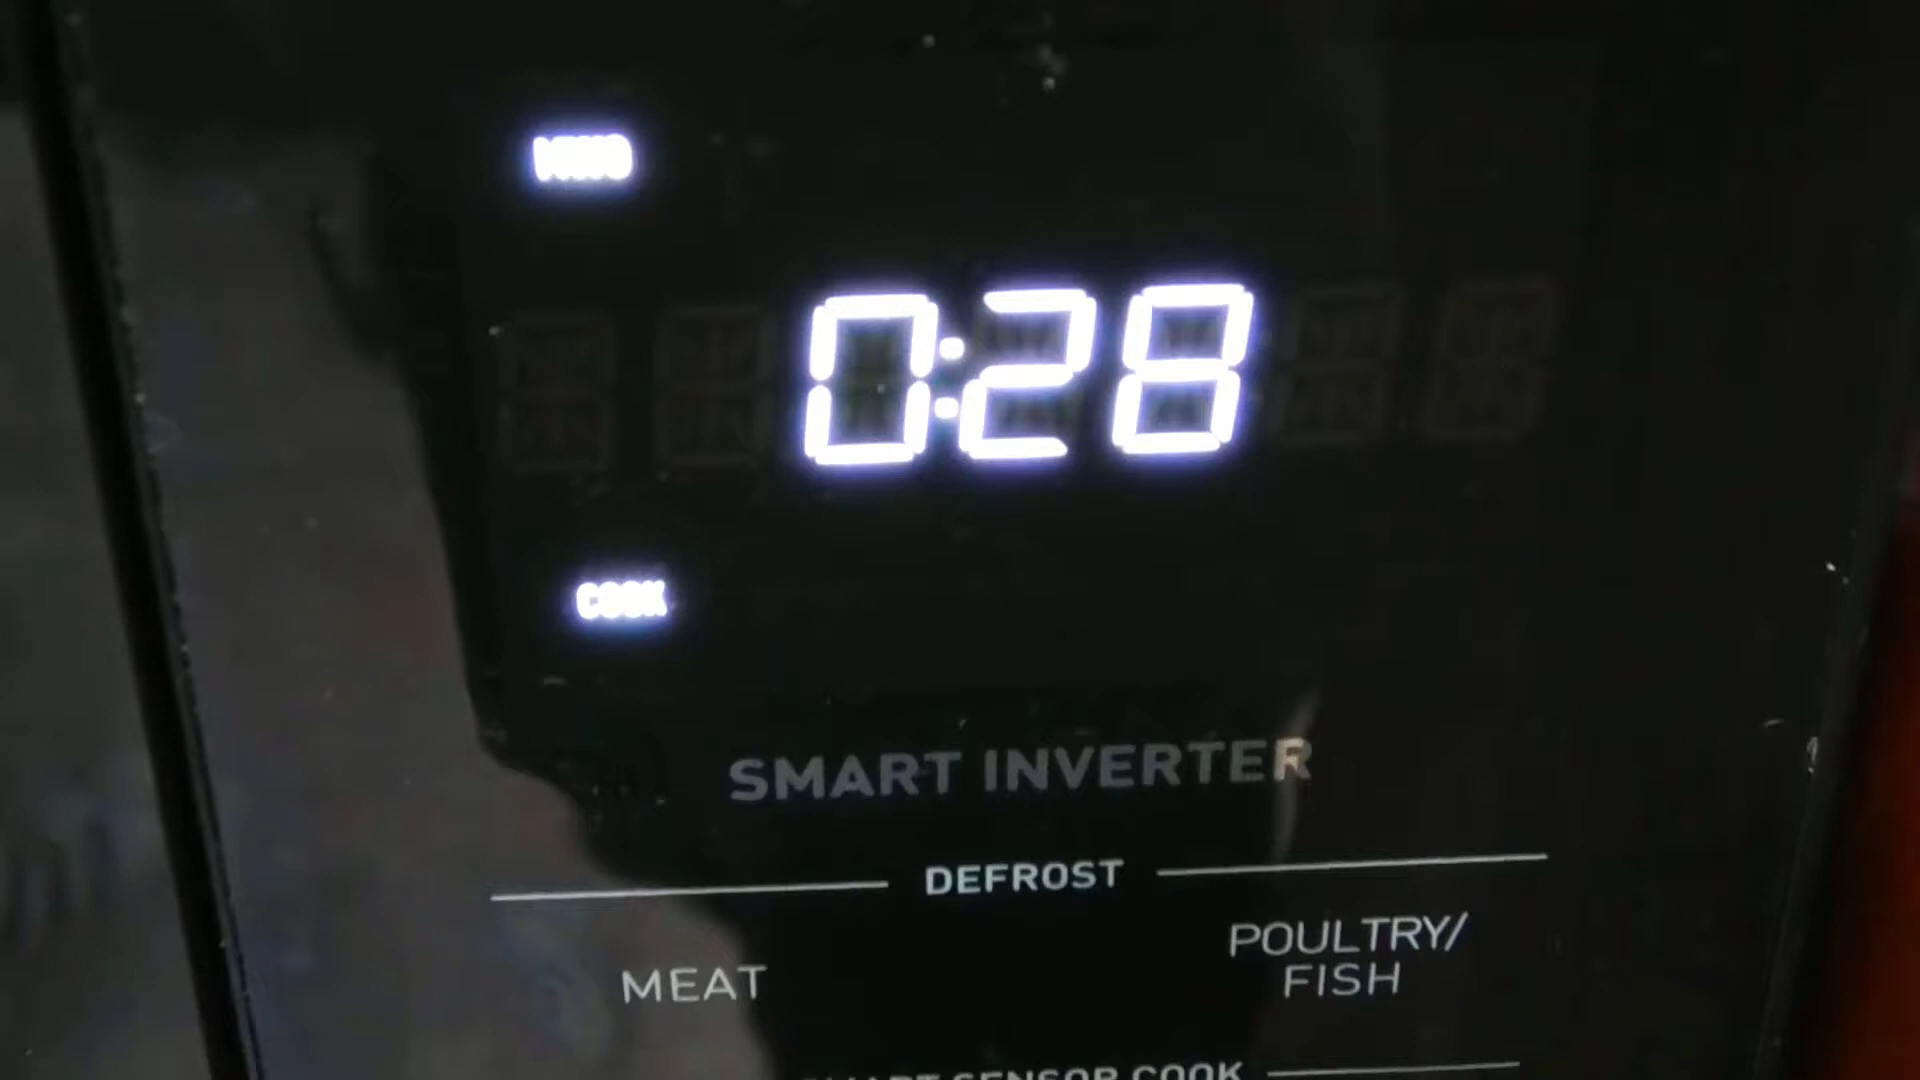 0:28
COOK
SMART INVERTER
DEFROST
MEAT
POULTRY/
FISH
SMART SENSOR COOK